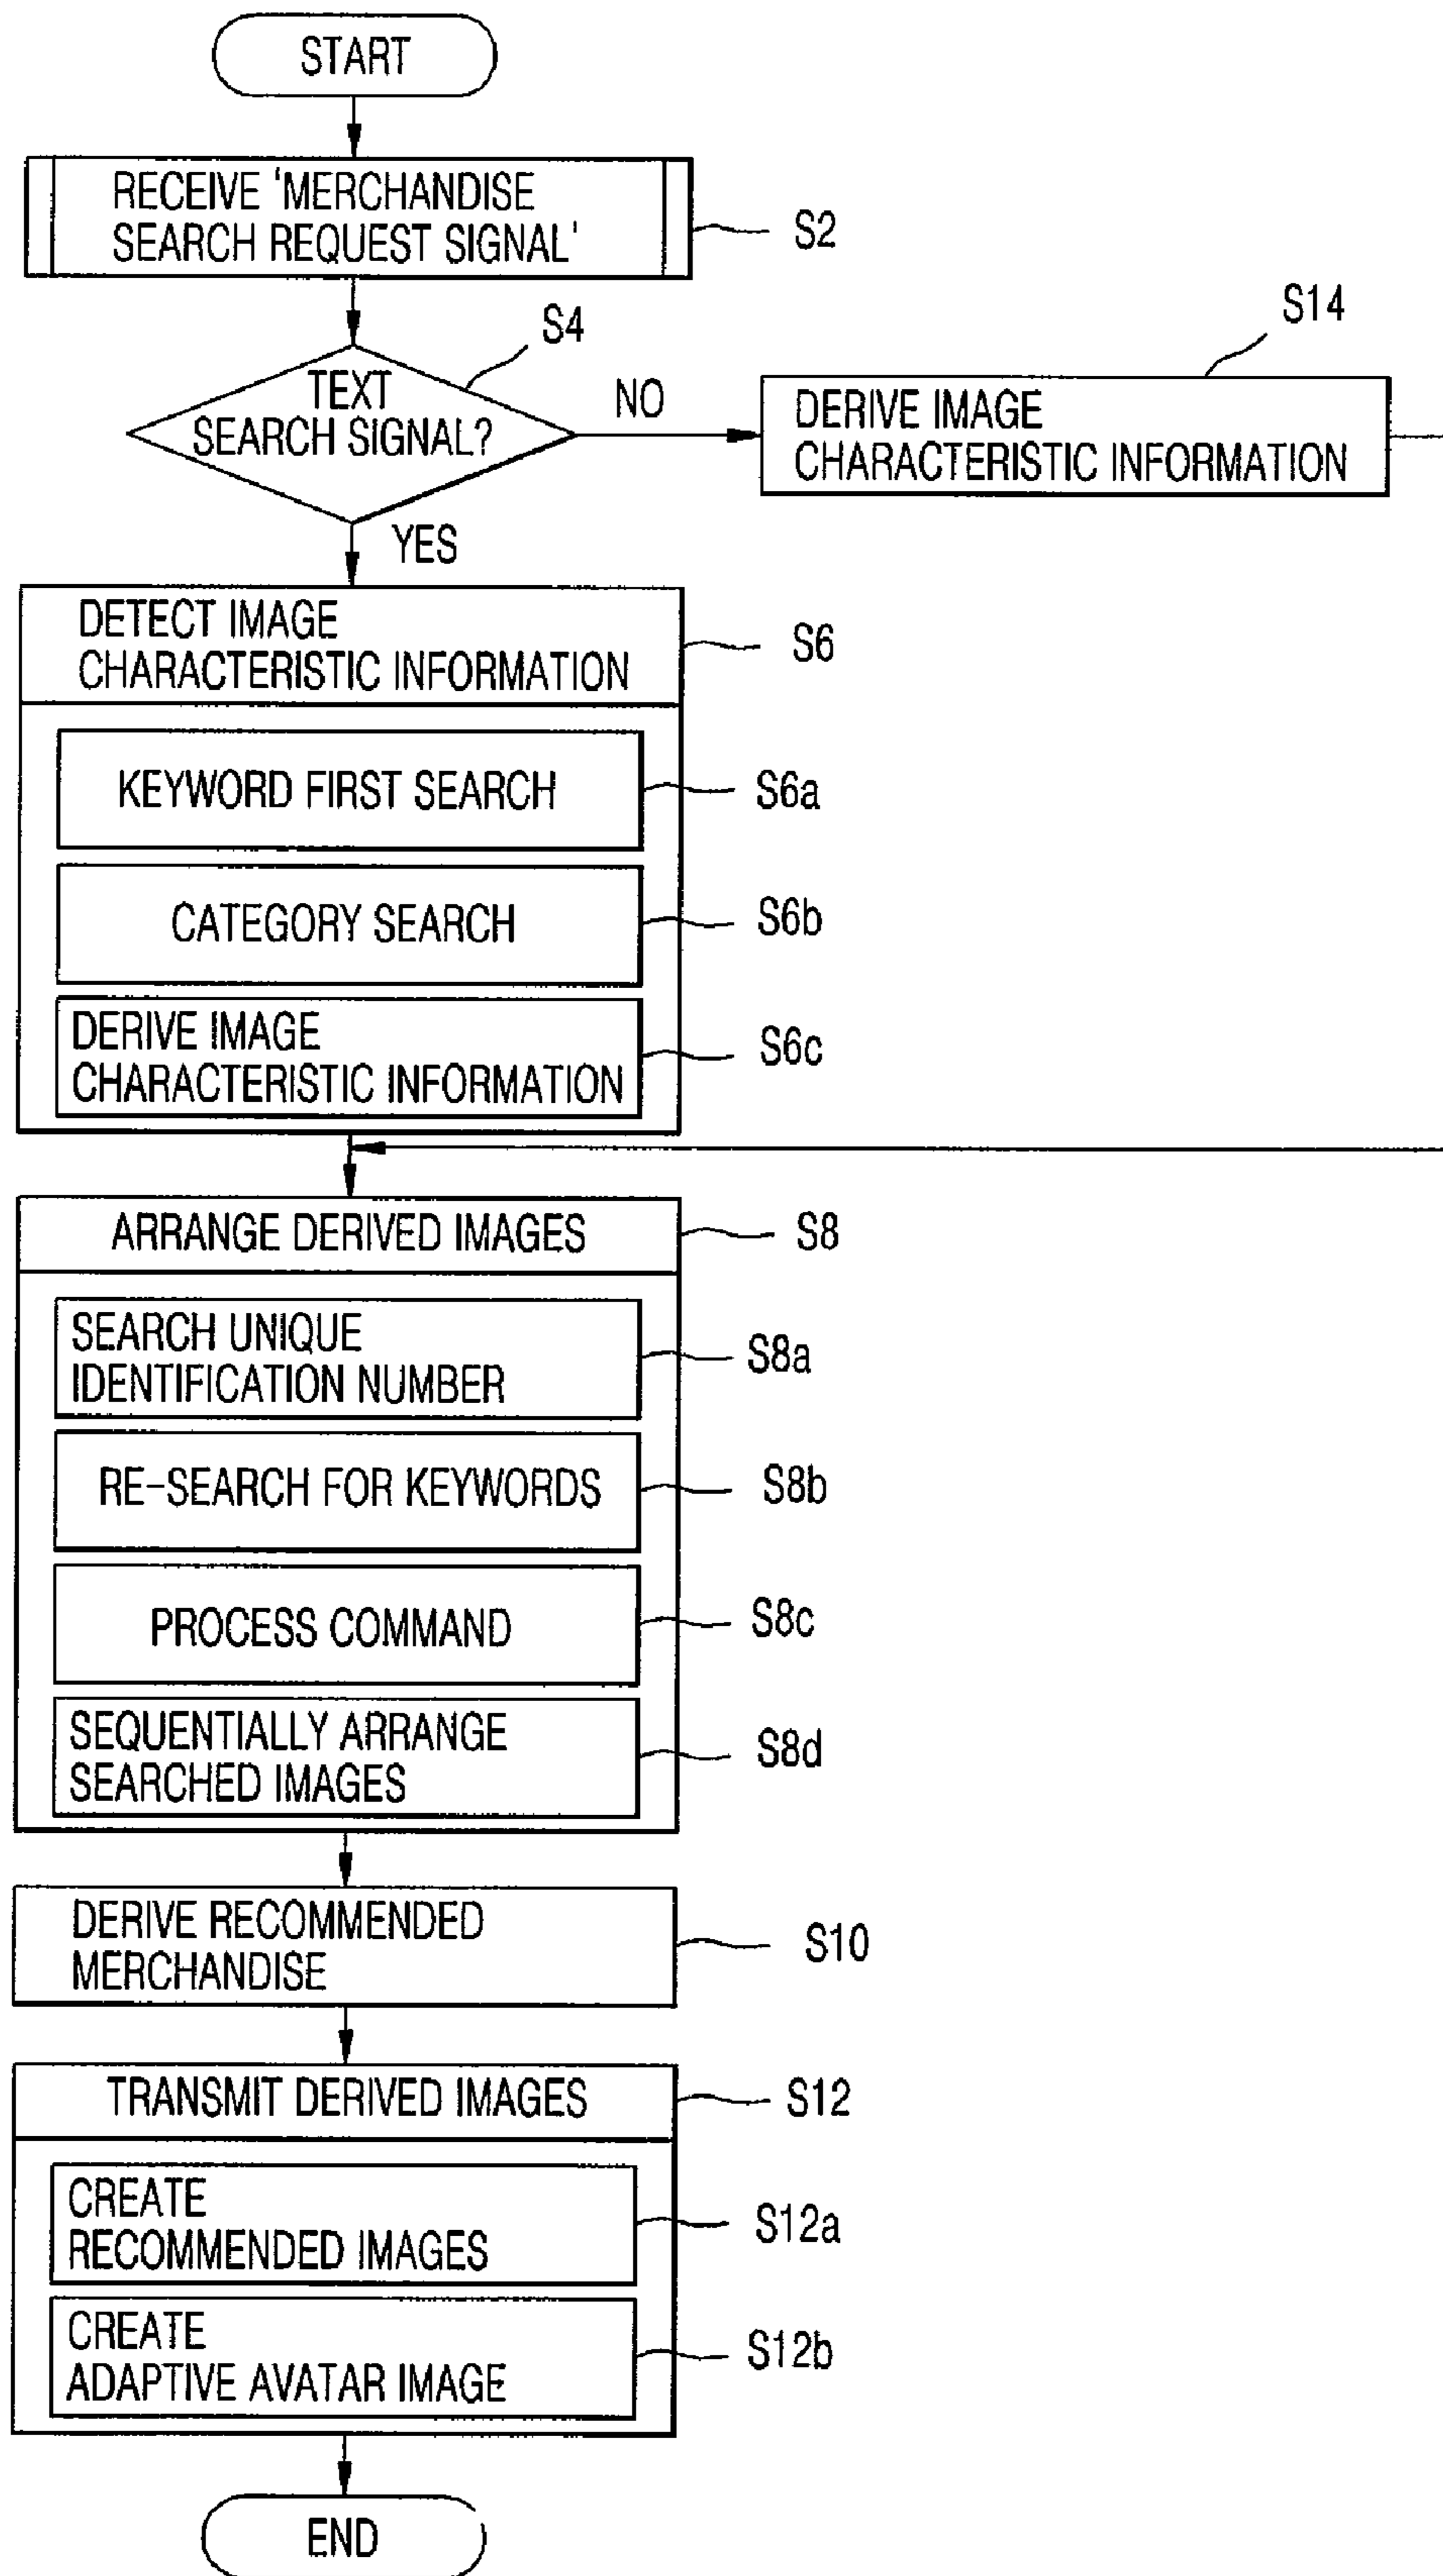 START
RECEIVE 'MERCHANDISE
SEARCH REQUEST SIGNAL'
S2
S4
TEXT
SEARCH SIGNAL?
NO
S14
DERIVE IMAGE
CHARACTERISTIC INFORMATION
YES
DETECT IMAGE
CHARACTERISTIC INFORMATION
S6
KEYWORD FIRST SEARCH
S6a
CATEGORY SEARCH
S6b
DERIVE IMAGE
CHARACTERISTIC INFORMATION
S6c
ARRANGE DERIVED IMAGES
S8
SEARCH UNIQUE
IDENTIFICATION NUMBER
S8a
RE-SEARCH FOR KEYWORDS
S8b
PROCESS COMMAND
S8c
SEQUENTIALLY ARRANGE
SEARCHED IMAGES
S8d
DERIVE RECOMMENDED
MERCHANDISE
S10
TRANSMIT DERIVED IMAGES
S12
CREATE
RECOMMENDED IMAGES
S12a
CREATE
ADAPTIVE AVATAR IMAGE
S12b
END